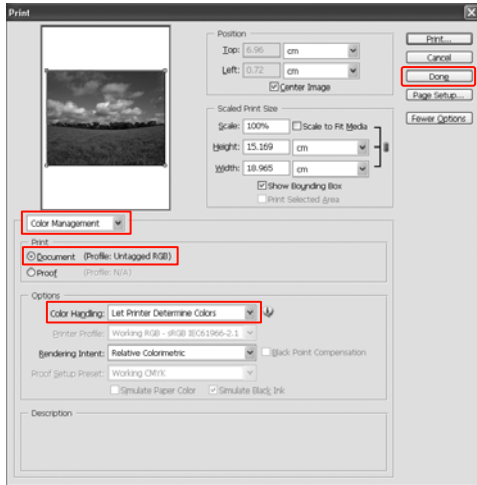 Print
Position
Top: 6.96 cm
Left: 0.72 cm
Center Image
Scaled Print Size
Scale: 100% Scale to Fit Media
Height: 15.169 cm
Width: 18.965 cm
Show Bounding Box
Print Selected Area
Print...
Cancel
Done
Page Setup...
Fewer Options
Color Management
Print
Document (Profile: Untagged RGB)
Proof (Profile: N/A)
Options
Color Handling: Let Printer Determine Colors
Printer Profile: Working RGB - sRGB IEC61966-2.1
Rendering Intent: Relative Colorimetric Black Point Compensation
Proof Setup Preset: Working CMYK
Simulate Paper Color Simulate Black Ink
Description